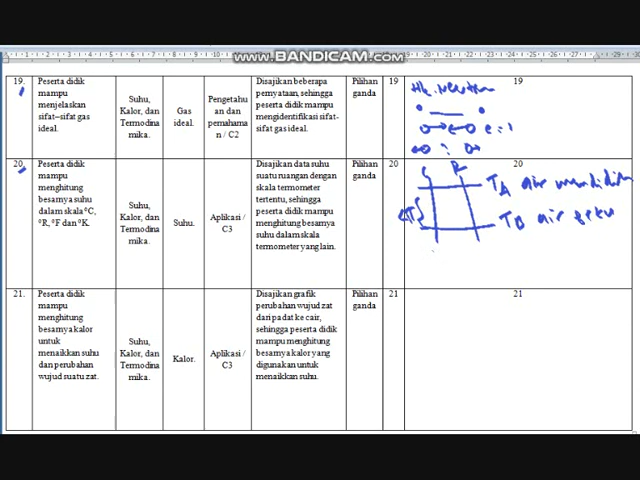 www.BANDICAM.com
19.
Peserta didik
mampu
menjelaskan
sifat–sifat gas
ideal.
Suhu,
Kalor, dan
Termodina
mika.
Gas
ideal.
Pengetahu
an dan
pemahama
n / C2
Disajikan beberapa
pernyataan, sehingga
peserta didik mampu
mengidentifikasi sifat-
sifat gas ideal.
Pilihan
ganda
19
Hk. Newton
e = 1
19
20.
Peserta didik
mampu
menghitung
besarnya suhu
dalam skala °C,
°R, °F dan °K.
Suhu,
Kalor, dan
Termodina
mika.
Suhu.
Aplikasi /
C3
Disajikan data suhu
suatu ruangan dengan
skala termometer
tertentu, sehingga
peserta didik mampu
menghitung besarnya
suhu dalam skala
termometer yang lain.
Pilihan
ganda
20
C R
TA air mendidih
TB air beku
20
21.
Peserta didik
mampu
menghitung
besarnya kalor
untuk
menaikkan suhu
dan perubahan
wujud suatu zat.
Suhu,
Kalor, dan
Termodina
mika.
Kalor.
Aplikasi /
C3
Disajikan grafik
perubahan wujud zat
dari padat ke cair,
sehingga peserta didik
mampu menghitung
besarnya kalor yang
digunakan untuk
menaikkan suhu.
Pilihan
ganda
21
21